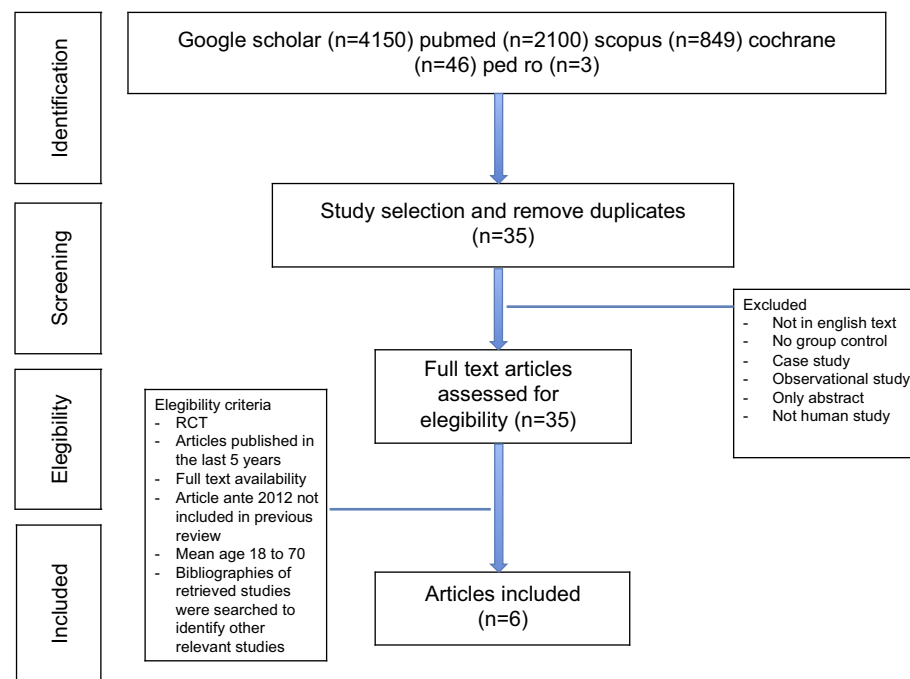 Identification
Google scholar (n=4150) pubmed (n=2100) scopus (n=849) cochrane
(n=46) ped ro (n=3)
Screening
Study selection and remove duplicates
(n=35)
Excluded
- Not in english text
- No group control
- Case study
- Observational study
- Only abstract
- Not human study
Elegibility
Full text articles
assessed for
elegibility (n=35)
Elegibility criteria
- RCT
- Articles published in
the last 5 years
- Full text availability
- Article ante 2012 not
included in previous
review
- Mean age 18 to 70
- Bibliographies of
retrieved studies
were searched to
identify other
relevant studies
Included
Articles included
(n=6)